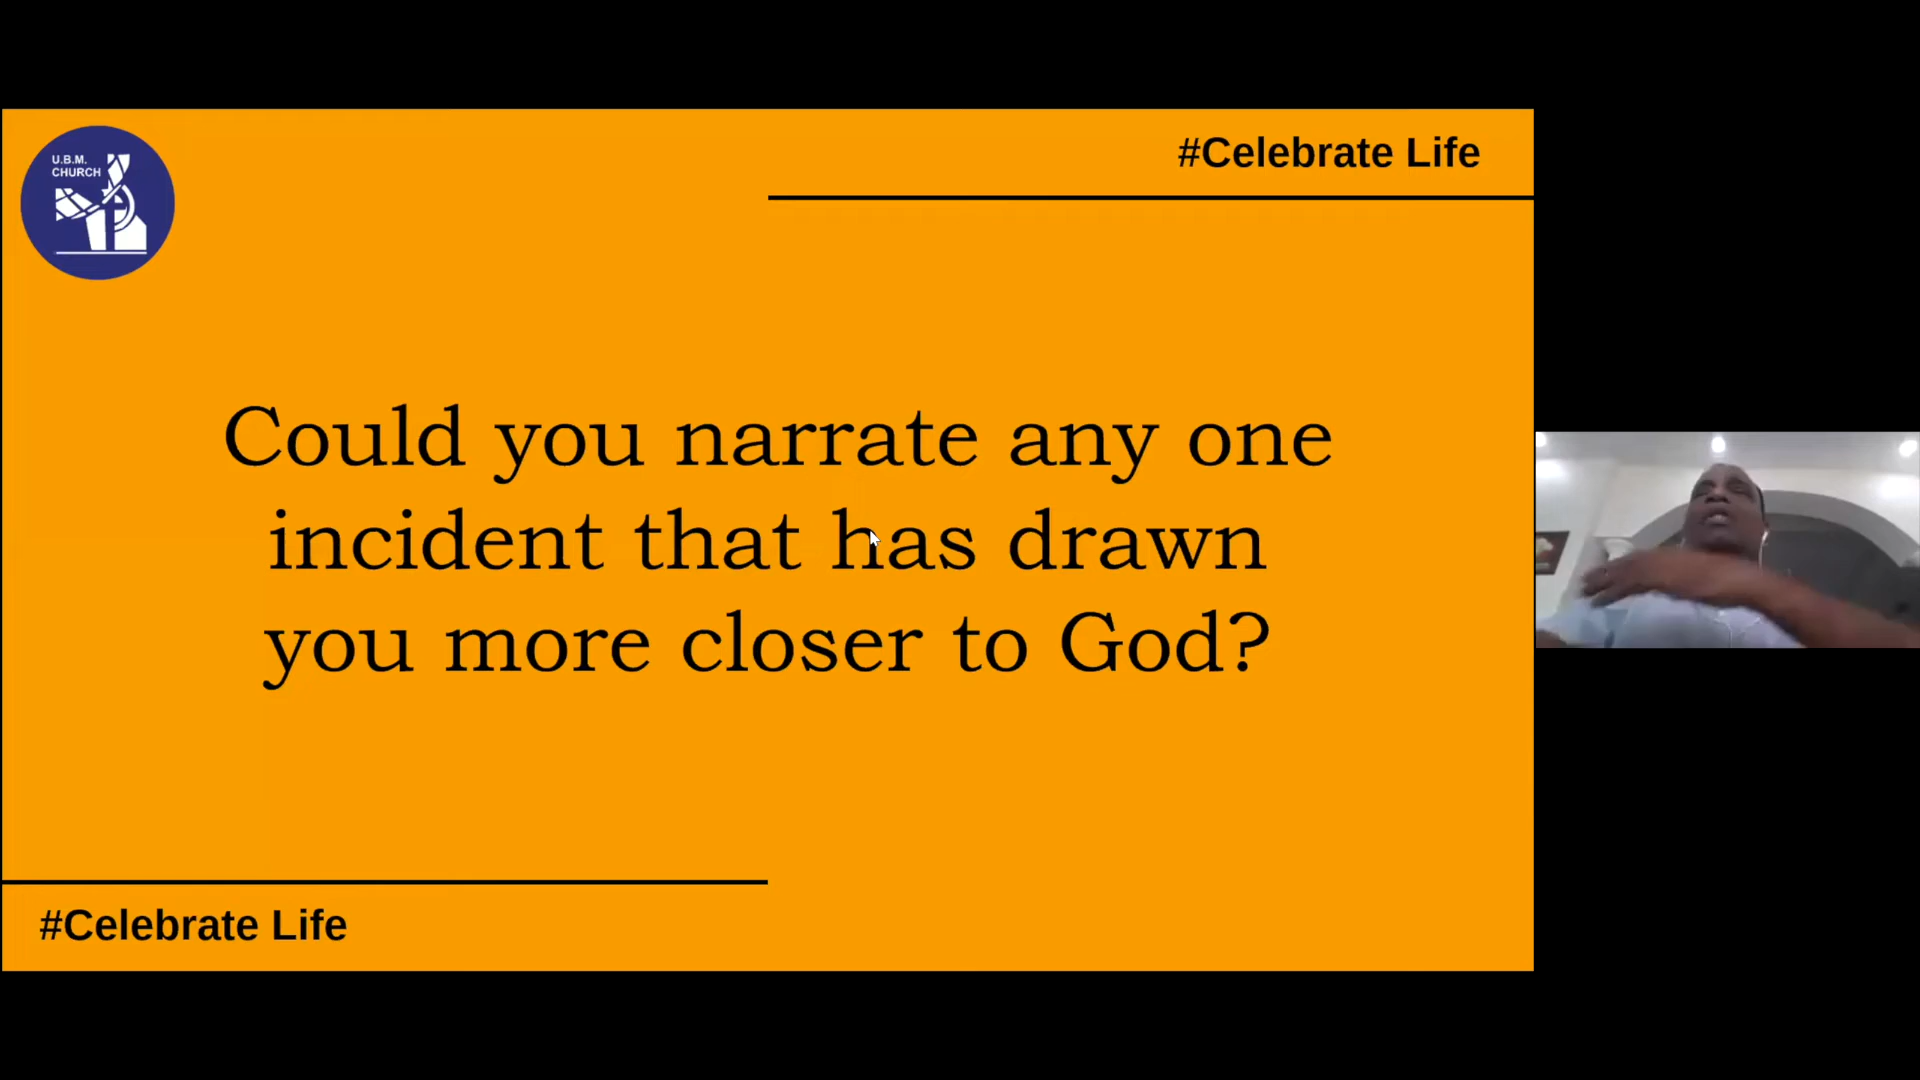 U.B.M.
CHURCH
#Celebrate Life
Could you narrate any one
incident that has drawn
you more closer to God?
#Celebrate Life